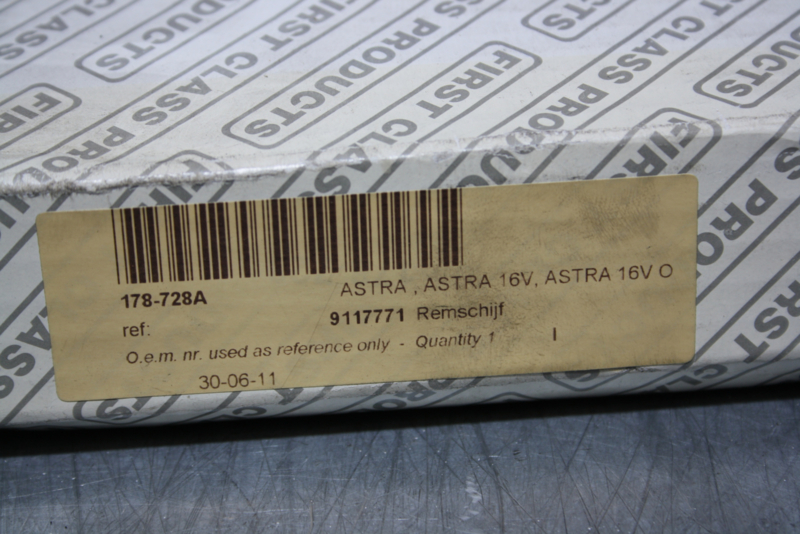 FIRST CLASS PRODUCTS
178-728A
ASTRA , ASTRA 16V, ASTRA 16V O
ref:
9117771 Remschijf
O.e.m. nr. used as reference only - Quantity 1
I
30-06-11